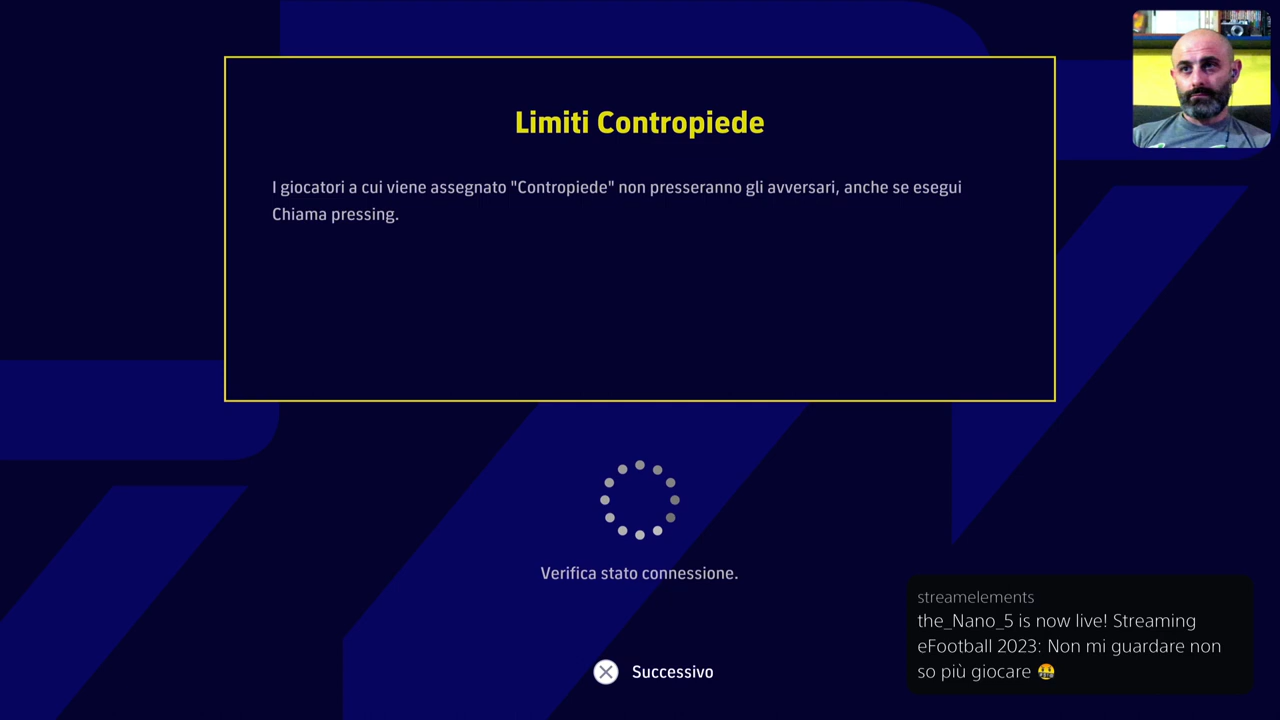 Limiti Contropiede
I giocatori a cui viene assegnato "Contropiede" non presseranno gli avversari, anche se esegui
Chiama pressing.
Verifica stato connessione.
Successivo
streamelements
the_Nano_5 is now live! Streaming
eFootball 2023: Non mi guardare non
so più giocare 🤬